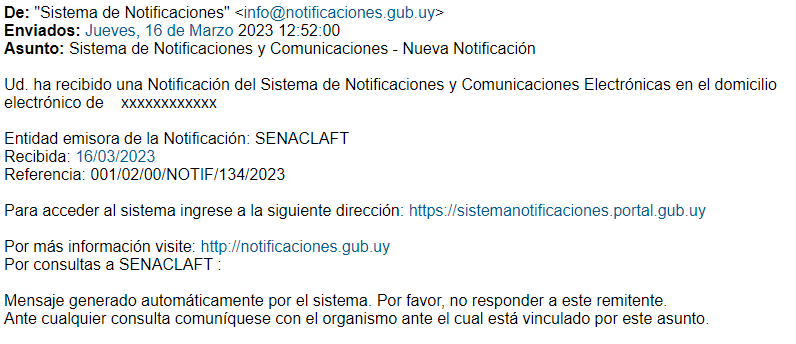 De: "Sistema de Notificaciones" <info@notificaciones.gub.uy>
Enviados: Jueves, 16 de Marzo 2023 12:52:00
Asunto: Sistema de Notificaciones y Comunicaciones - Nueva Notificación
Ud. ha recibido una Notificación del Sistema de Notificaciones y Comunicaciones Electrónicas en el domicilio
electrónico de xxxxxxxxxxxx
Entidad emisora de la Notificación: SENACLAFT
Recibida: 16/03/2023
Referencia: 001/02/00/NOTIF/134/2023
Para acceder al sistema ingrese a la siguiente dirección: https://sistemanotificaciones.portal.gub.uy
Por más información visite: http://notificaciones.gub.uy
Por consultas a SENACLAFT :
Mensaje generado automáticamente por el sistema. Por favor, no responder a este remitente.
Ante cualquier consulta comuníquese con el organismo ante el cual está vinculado por este asunto.